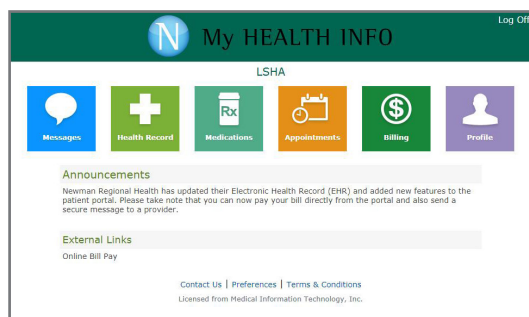 Log Off
N My HEALTH INFO
LSHA
Messages Health Record Rx Medications Appointments $ Billing Profile
Announcements
Newman Regional Health has updated their Electronic Health Record (EHR) and added new features to the
patient portal. Please take note that you can now pay your bill directly from the portal and also send a
secure message to a provider.
External Links
Online Bill Pay
Contact Us | Preferences | Terms & Conditions
Licensed from Medical Information Technology, Inc.